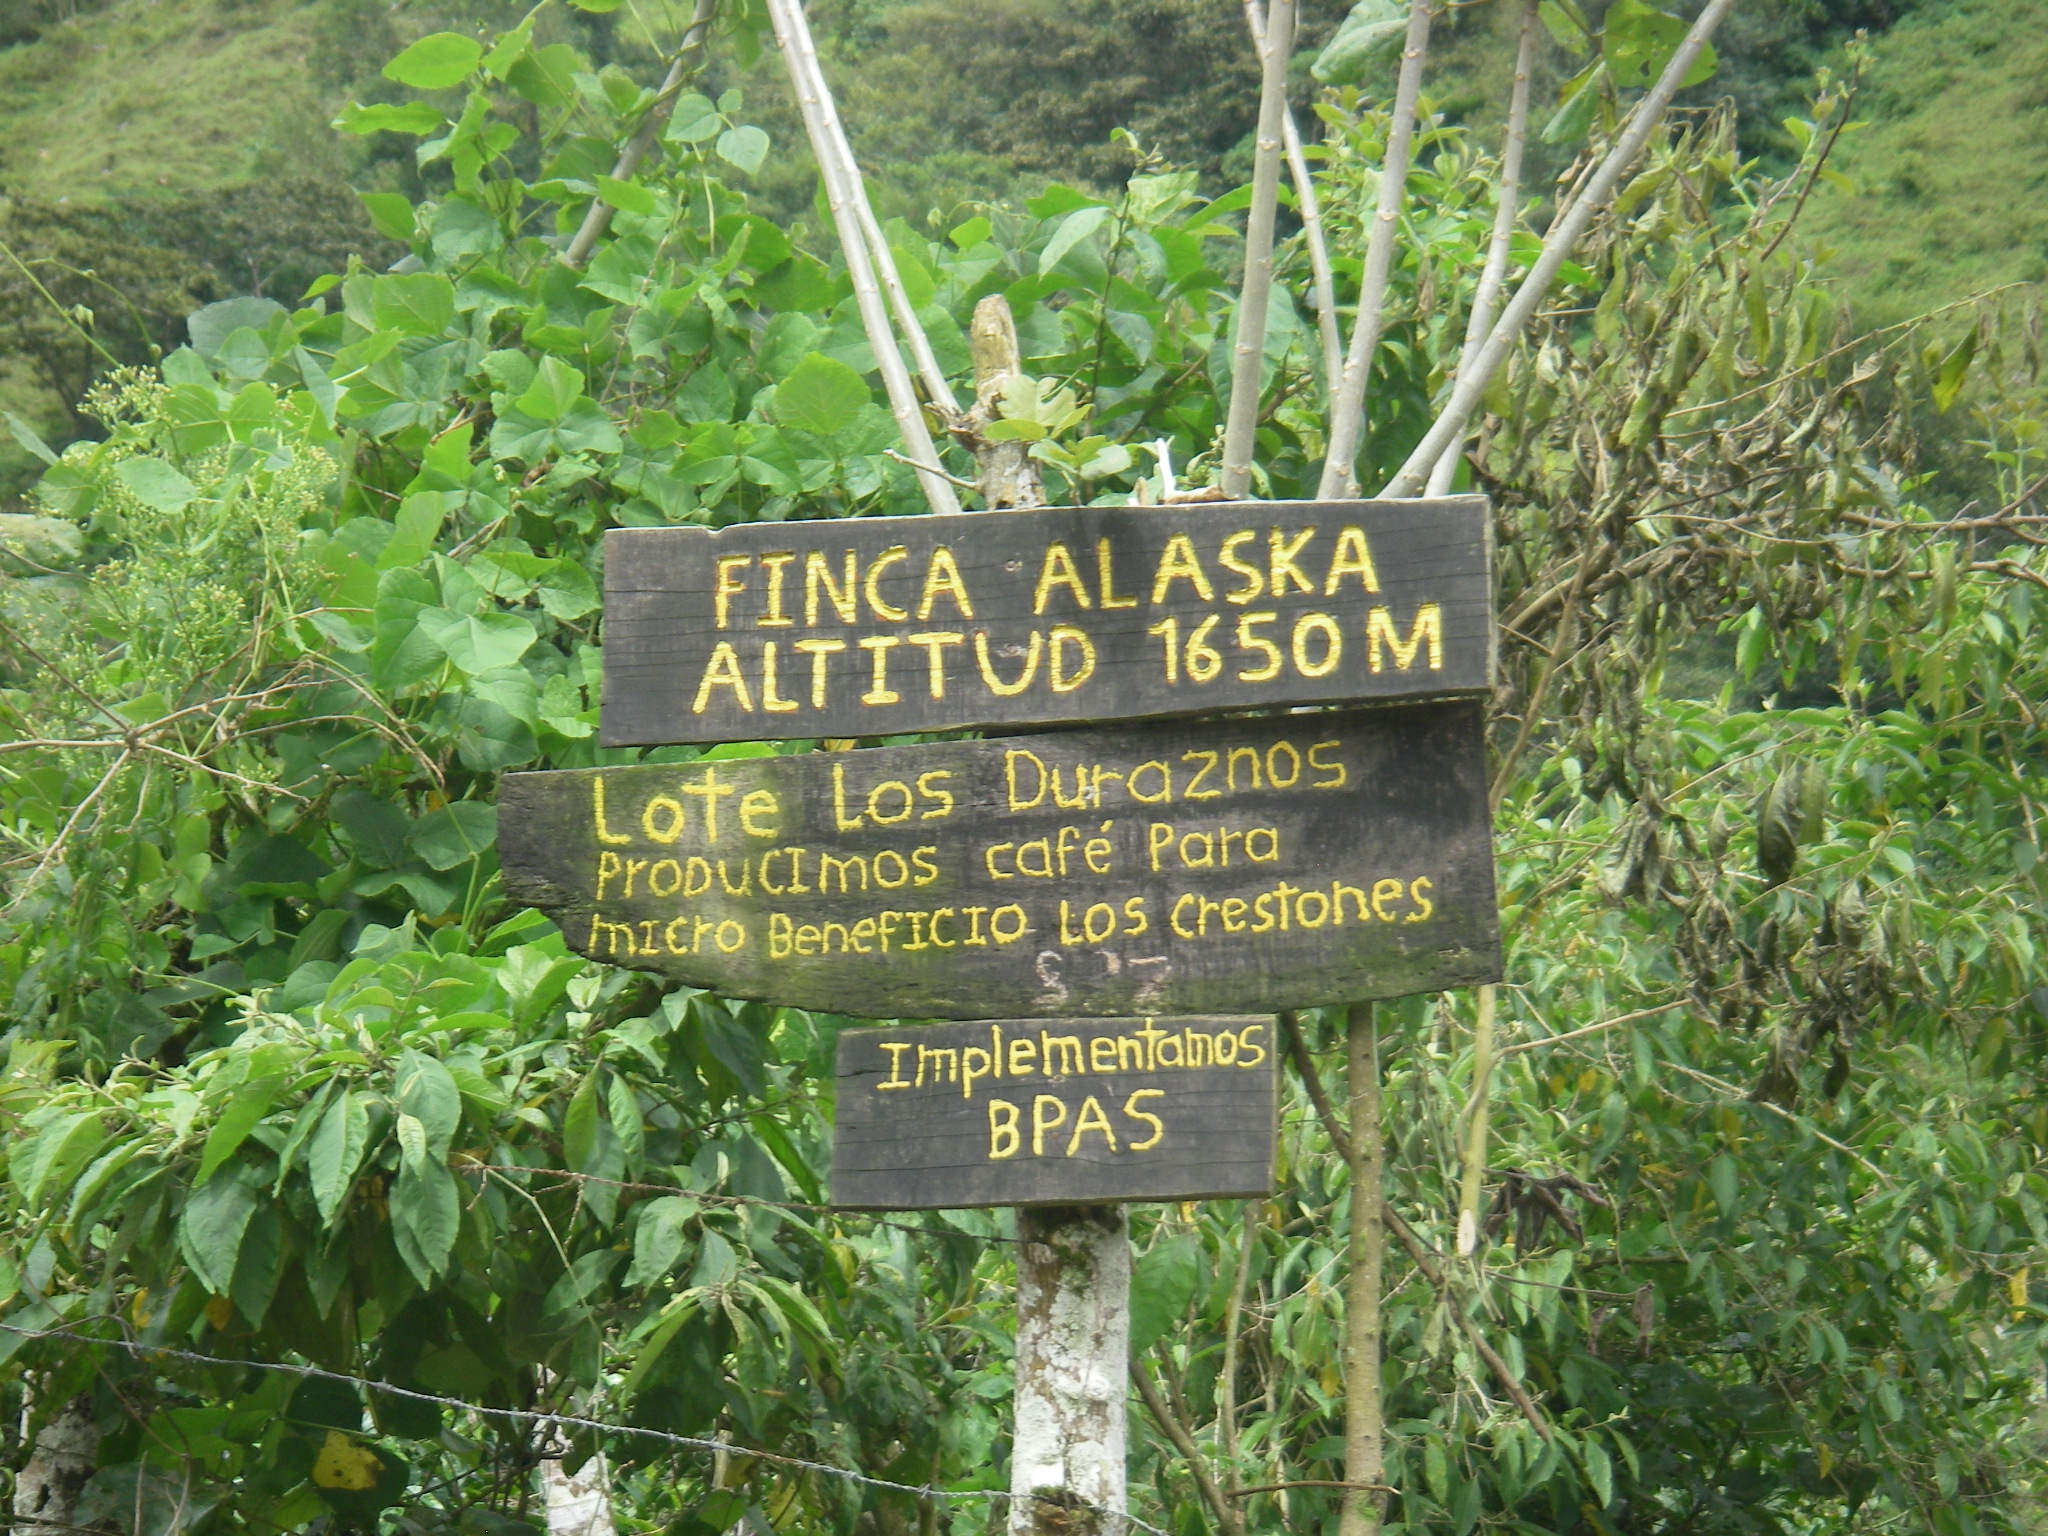 FINCA ALASKA
ALTITUD 1650 M
Lote Los Duraznos
Producimos café Para
micro Beneficio Los Crestones
Implementamos
BPAS